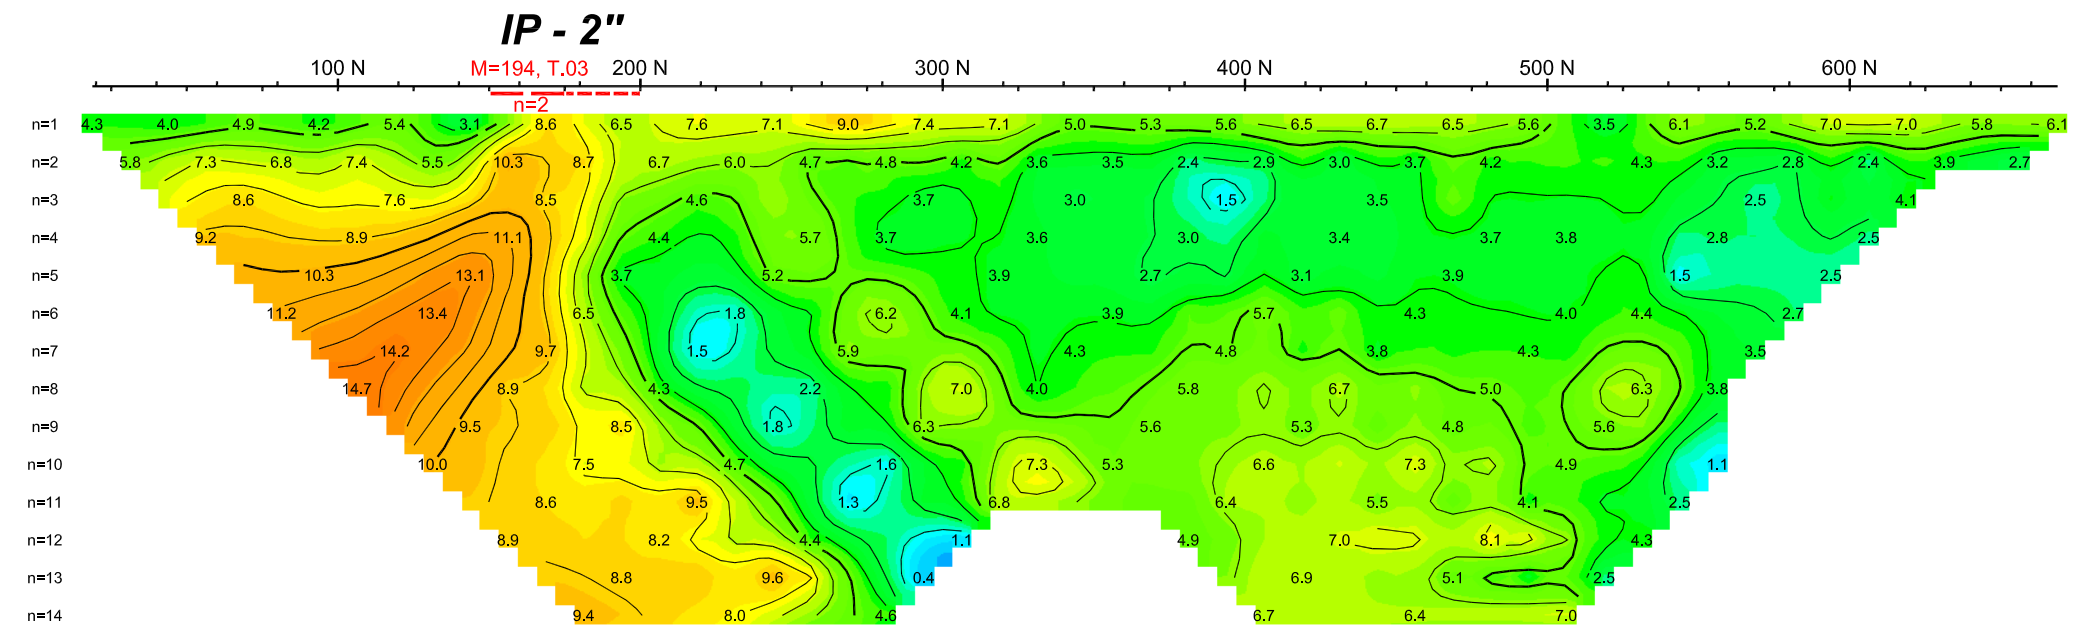 IP - 2"
100 N 200 N 300 N 400 N 500 N 600 N
M=194, T.03
n=2
n=1 4.3 4.0 4.9 4.2 5.4 3.1 8.6 6.5 7.6 7.1 9.0 7.4 7.1 5.0 5.3 5.6 6.5 6.7 6.5 5.6 3.5 6.1 5.2 7.0 7.0 5.8 6.1
n=2 5.8 7.3 6.8 7.4 5.5 10.3 8.7 6.7 6.0 4.7 4.8 4.2 3.6 3.5 2.4 2.9 3.0 3.7 4.2 4.3 3.2 2.8 2.4 3.9 2.7
n=3 8.6 7.6 8.5 4.6 3.7 3.0 1.5 3.5 2.5 4.1
n=4 9.2 8.9 11.1 4.4 5.7 3.7 3.6 3.0 3.4 3.7 3.8 2.8 2.5
n=5 10.3 13.1 3.7 5.2 3.9 2.7 3.1 3.9 1.5 2.5
n=6 11.2 13.4 6.5 1.8 6.2 4.1 3.9 5.7 4.3 4.0 4.4 2.7
n=7 14.2 9.7 1.5 5.9 4.3 4.8 3.8 4.3 3.5
n=8 14.7 8.9 4.3 2.2 7.0 4.0 5.8 6.7 5.0 6.3 3.8
n=9 9.5 8.5 1.8 6.3 5.6 5.3 4.8 5.6
n=10 10.0 7.5 4.7 1.6 7.3 5.3 6.6 7.3 4.9 1.1
n=11 8.6 9.5 1.3 6.8 6.4 5.5 4.1 2.5
n=12 8.9 8.2 4.4 1.1 4.9 7.0 8.1 4.3
n=13 8.8 9.6 0.4 6.9 5.1 2.5
n=14 9.4 8.0 4.6 6.7 6.4 7.0